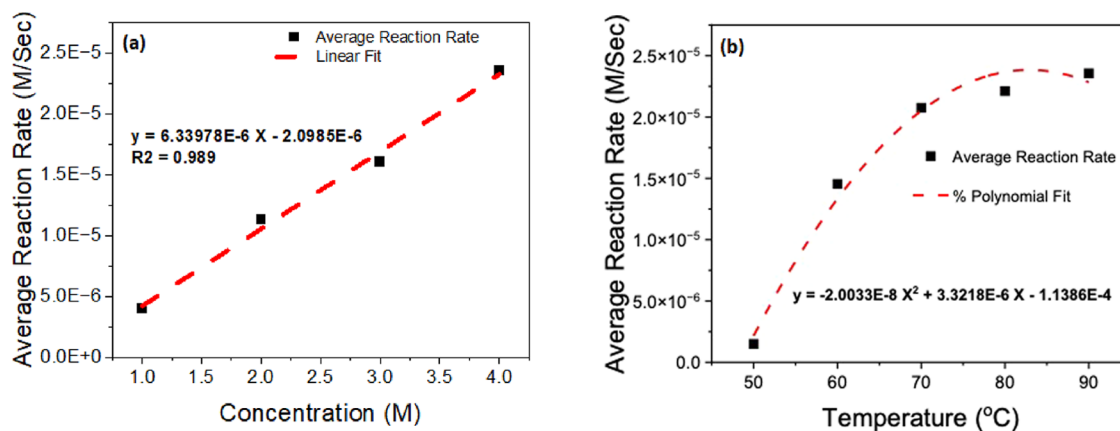 (a)
Average Reaction Rate
Linear Fit
y = 6.33978E-6 X - 2.0985E-6
R2 = 0.989
Average Reaction Rate (M/Sec)
2.5E−5
2.0E−5
1.5E−5
1.0E−5
5.0E−6
0.0E+0
1.0 1.5 2.0 2.5 3.0 3.5 4.0
Concentration (M)
(b)
Average Reaction Rate
% Polynomial Fit
y = -2.0033E-8 X² + 3.3218E-6 X - 1.1386E-4
Average Reaction Rate (M/Sec)
2.5×10⁻⁵
2.0×10⁻⁵
1.5×10⁻⁵
1.0×10⁻⁵
5.0×10⁻⁶
0.0
50 60 70 80 90
Temperature (°C)